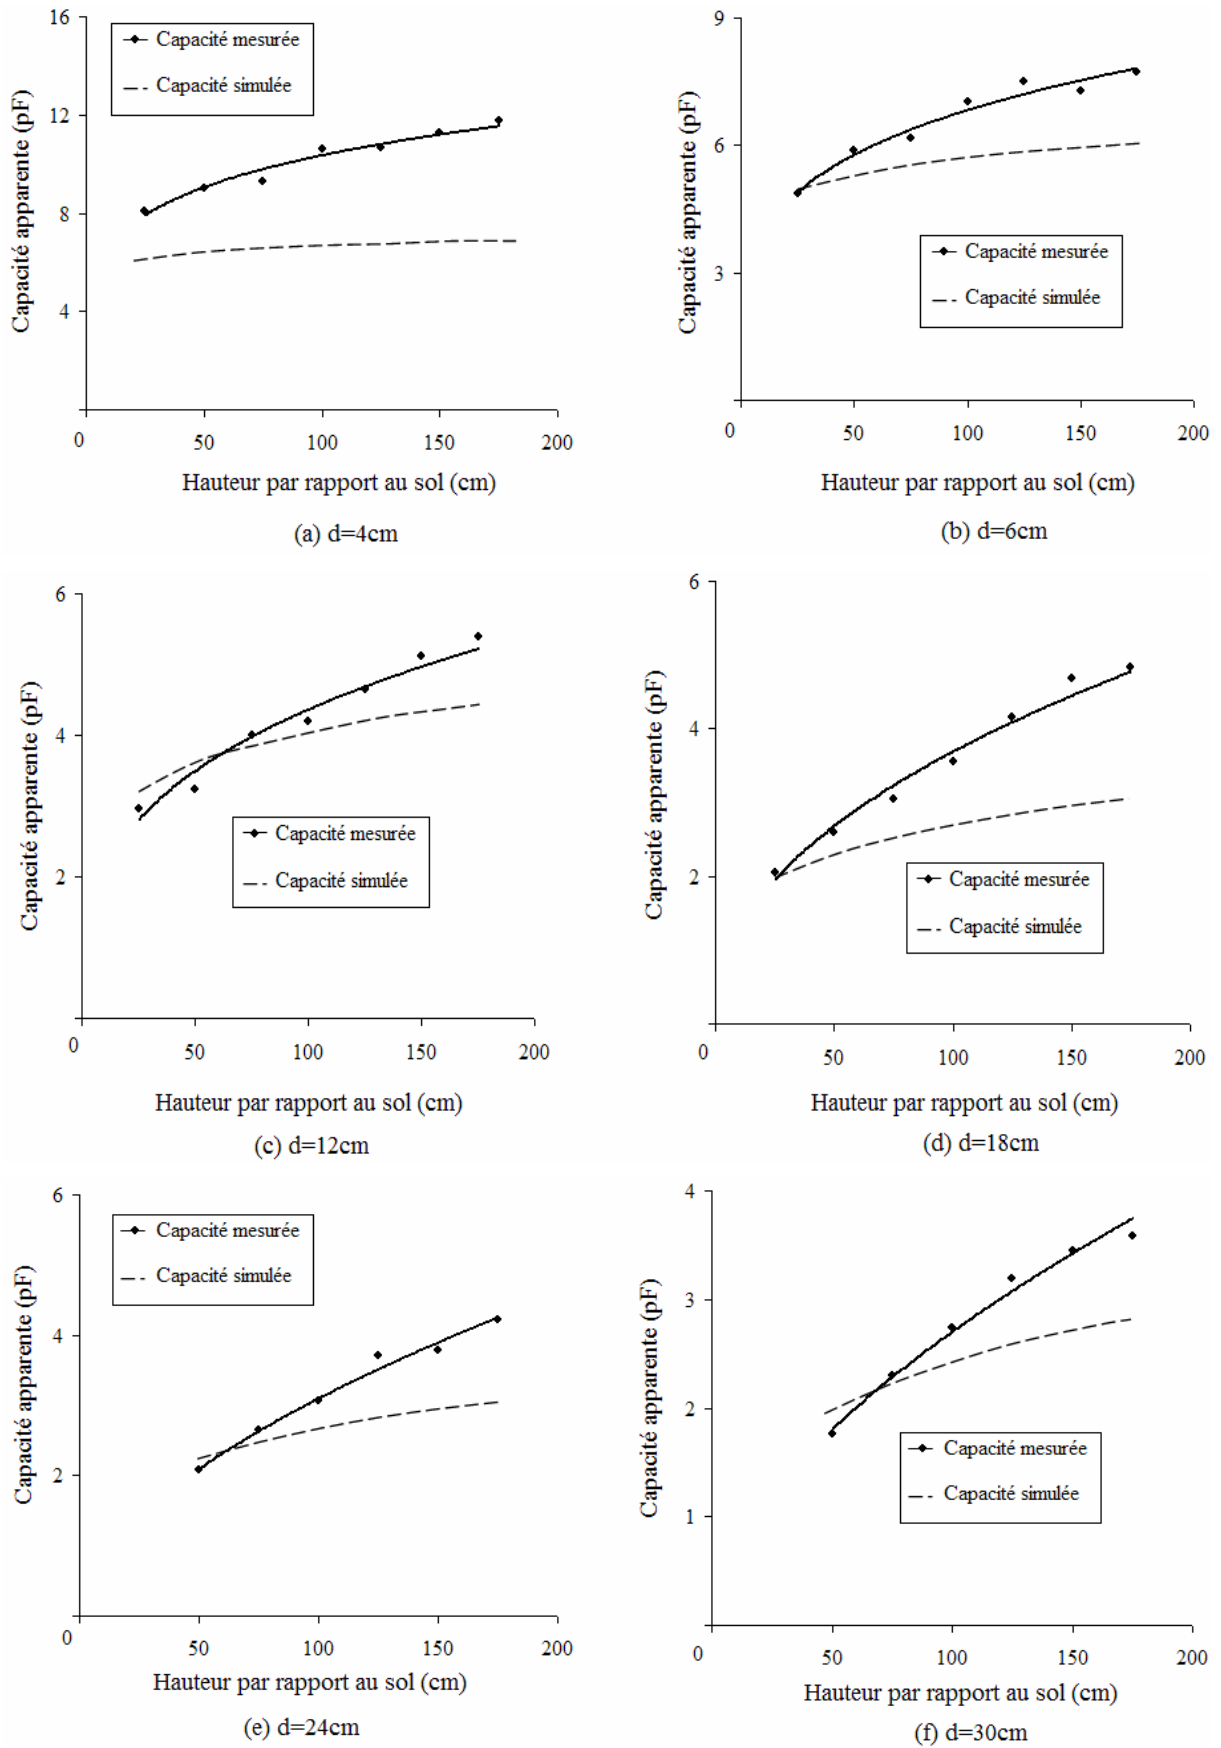 16
12
8
4
Capacité apparente (pF)
Capacité mesurée
Capacité simulée
0
50
100
150
200
Hauteur par rapport au sol (cm)
(a) d=4cm
9
6
3
Capacité apparente (pF)
Capacité mesurée
Capacité simulée
0
50
100
150
200
Hauteur par rapport au sol (cm)
(b) d=6cm
6
4
2
Capacité apparente (pF)
Capacité mesurée
Capacité simulée
0
50
100
150
200
Hauteur par rapport au sol (cm)
(c) d=12cm
6
4
2
Capacité apparente (pF)
Capacité mesurée
Capacité simulée
0
50
100
150
200
Hauteur par rapport au sol (cm)
(d) d=18cm
6
4
2
Capacité apparente (pF)
Capacité mesurée
Capacité simulée
0
50
100
150
200
Hauteur par rapport au sol (cm)
(e) d=24cm
4
3
2
1
Capacité apparente (pF)
Capacité mesurée
Capacité simulée
0
50
100
150
200
Hauteur par rapport au sol (cm)
(f) d=30cm